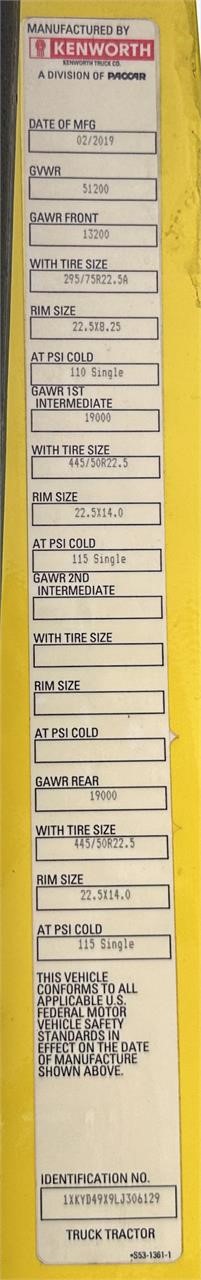 MANUFACTURED BY
KENWORTH
KENWORTH TRUCK CO.
A DIVISION OF PACCAR
DATE OF MFG
02/2019
GVWR
51200
GAWR FRONT
13200
WITH TIRE SIZE
295/75R22.5A
RIM SIZE
22.5X8.25
AT PSI COLD
110 Single
GAWR 1ST
INTERMEDIATE
19000
WITH TIRE SIZE
445/50R22.5
RIM SIZE
22.5X14.0
AT PSI COLD
115 Single
GAWR 2ND
INTERMEDIATE
WITH TIRE SIZE
RIM SIZE
AT PSI COLD
GAWR REAR
19000
WITH TIRE SIZE
445/50R22.5
RIM SIZE
22.5X14.0
AT PSI COLD
115 Single
THIS VEHICLE
CONFORMS TO ALL
APPLICABLE U.S.
FEDERAL MOTOR
VEHICLE SAFETY
STANDARDS IN
EFFECT ON THE DATE
OF MANUFACTURE
SHOWN ABOVE.
IDENTIFICATION NO.
1XKYD49X9LJ306129
TRUCK TRACTOR
•S53-1361-1